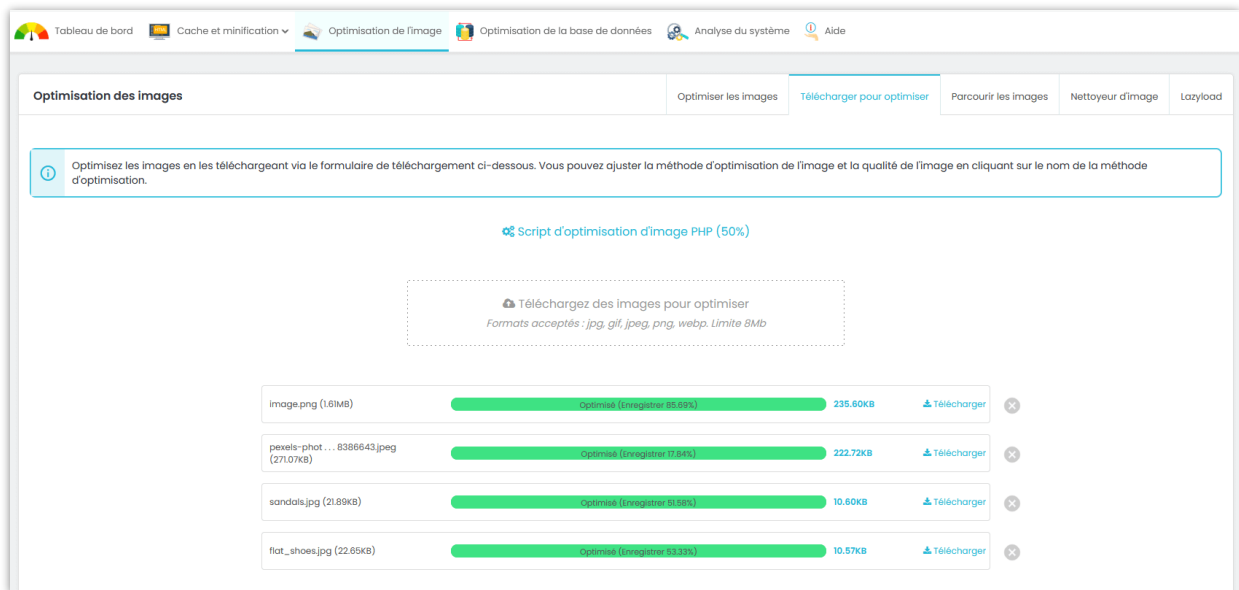 Tableau de bord
Cache et minification
Optimisation de l'image
Optimisation de la base de données
Analyse du système
Aide
Optimisation des images
Optimiser les images
Télécharger pour optimiser
Parcourir les images
Nettoyeur d'image
Lazyload
Optimisez les images en les téléchargeant via le formulaire de téléchargement ci-dessous. Vous pouvez ajuster la méthode d'optimisation de l'image et la qualité de l'image en cliquant sur le nom de la méthode
d'optimisation.
Script d'optimisation d'image PHP (50%)
Téléchargez des images pour optimiser
Formats acceptés : jpg, gif, jpeg, png, webp. Limite 8Mb
image.png (1.61MB)
Optimisé (Enregistrer 85.69%)
235.60KB
Télécharger
pexels-phot . . . 8386643.jpeg
(271.07KB)
Optimisé (Enregistrer 17.84%)
222.72KB
Télécharger
sandals.jpg (21.89KB)
Optimisé (Enregistrer 51.58%)
10.60KB
Télécharger
flat_shoes.jpg (22.65KB)
Optimisé (Enregistrer 53.33%)
10.57KB
Télécharger